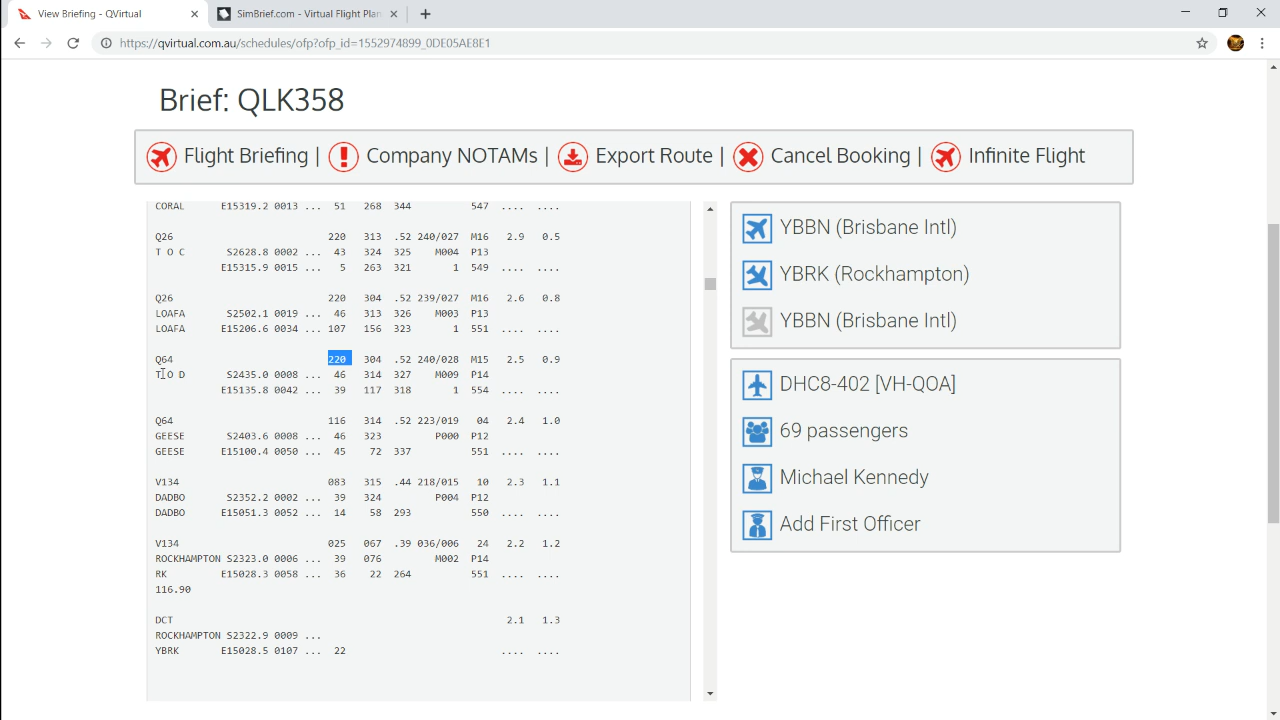 View Briefing - QVirtual
SimBrief.com - Virtual Flight Plan
https://qvirtual.com.au/schedules/ofp?ofp_id=1552974899_0DE05AE8E1
Brief: QLK358
Flight Briefing | Company NOTAMs | Export Route | Cancel Booking | Infinite Flight
CORAL E15319.2 0013 ... 51 268 344 547 .... ....
Q26 220 313 .52 240/027 M16 2.9 0.5
T O C S2628.8 0002 ... 43 324 325 M004 P13
E15315.9 0015 ... 5 263 321 1 549 .... ....
Q26 220 304 .52 239/027 M16 2.6 0.8
LOAFA S2502.1 0019 ... 46 313 326 M003 P13
LOAFA E15206.6 0034 ... 107 156 323 1 551 .... ....
Q64 220 304 .52 240/028 M15 2.5 0.9
T O D S2435.0 0008 ... 46 314 327 M009 P14
E15135.8 0042 ... 39 117 318 1 554 .... ....
Q64 116 314 .52 223/019 04 2.4 1.0
GEESE S2403.6 0008 ... 46 323 P000 P12
GEESE E15100.4 0050 ... 45 72 337 551 .... ....
V134 083 315 .44 218/015 10 2.3 1.1
DADBO S2352.2 0002 ... 39 324 P004 P12
DADBO E15051.3 0052 ... 14 58 293 550 .... ....
V134 025 067 .39 036/006 24 2.2 1.2
ROCKHAMPTON S2323.0 0006 ... 39 076 M002 P14
RK E15028.3 0058 ... 36 22 264 551 .... ....
116.90
DCT 2.1 1.3
ROCKHAMPTON S2322.9 0009 ...
YBRK E15028.5 0107 ... 22 .... ....
YBBN (Brisbane Intl)
YBRK (Rockhampton)
YBBN (Brisbane Intl)
DHC8-402 [VH-QOA]
69 passengers
Michael Kennedy
Add First Officer